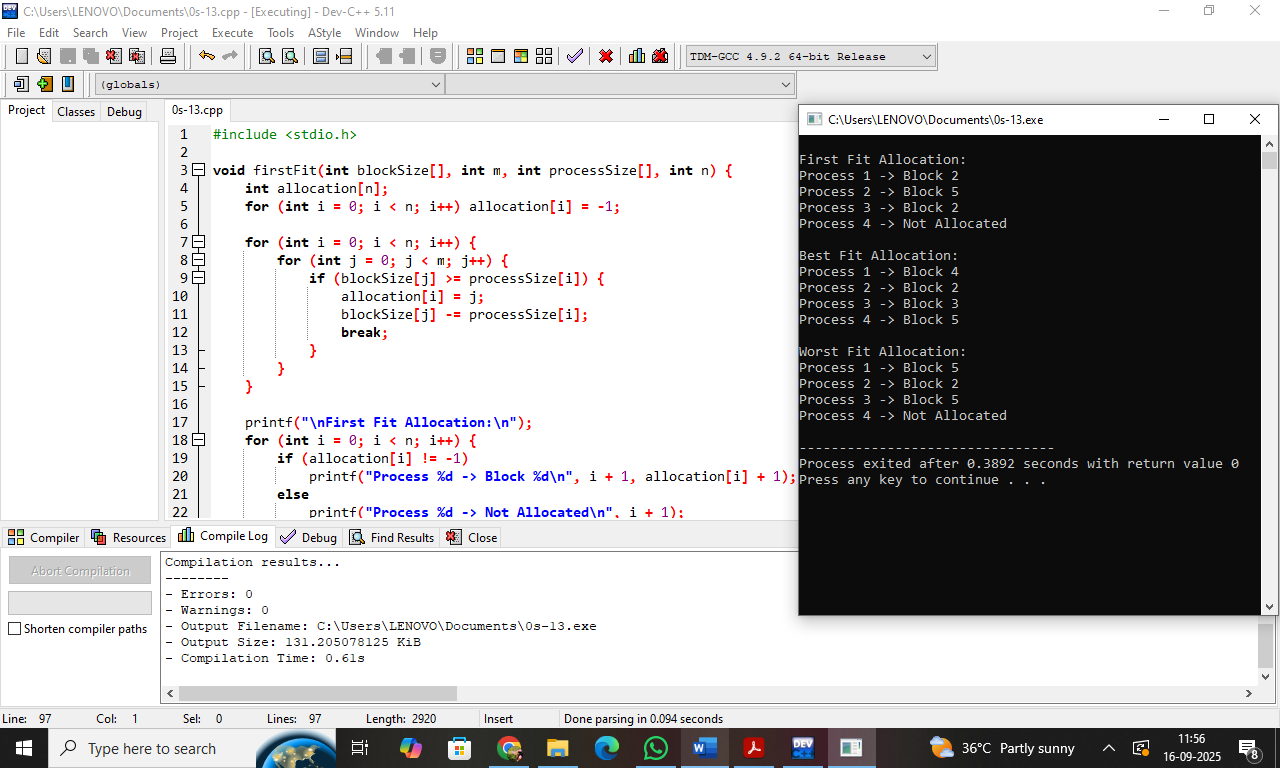 C:\Users\LENOVO\Documents\0s-13.cpp - [Executing] - Dev-C++ 5.11
File Edit Search View Project Execute Tools AStyle Window Help
TDM-GCC 4.9.2 64-bit Release
(globals)
Project Classes Debug
0s-13.cpp
1 #include <stdio.h>
2
3 void firstFit(int blockSize[], int m, int processSize[], int n) {
4 int allocation[n];
5 for (int i = 0; i < n; i++) allocation[i] = -1;
6
7 for (int i = 0; i < n; i++) {
8 for (int j = 0; j < m; j++) {
9 if (blockSize[j] >= processSize[i]) {
10 allocation[i] = j;
11 blockSize[j] -= processSize[i];
12 break;
13 }
14 }
15 }
16
17 printf("\nFirst Fit Allocation:\n");
18 for (int i = 0; i < n; i++) {
19 if (allocation[i] != -1)
20 printf("Process %d -> Block %d\n", i + 1, allocation[i] + 1);
21 else
22 printf("Process %d -> Not Allocated\n", i + 1);
C:\Users\LENOVO\Documents\0s-13.exe
First Fit Allocation:
Process 1 -> Block 2
Process 2 -> Block 5
Process 3 -> Block 2
Process 4 -> Not Allocated
Best Fit Allocation:
Process 1 -> Block 4
Process 2 -> Block 2
Process 3 -> Block 3
Process 4 -> Block 5
Worst Fit Allocation:
Process 1 -> Block 5
Process 2 -> Block 2
Process 3 -> Block 5
Process 4 -> Not Allocated
--------------------------------
Process exited after 0.3892 seconds with return value 0
Press any key to continue . . .
Compiler Resources Compile Log Debug Find Results Close
Abort Compilation
Shorten compiler paths
Compilation results...
--------
- Errors: 0
- Warnings: 0
- Output Filename: C:\Users\LENOVO\Documents\0s-13.exe
- Output Size: 131.205078125 KiB
- Compilation Time: 0.61s
Line: 97 Col: 1 Sel: 0 Lines: 97 Length: 2920 Insert Done parsing in 0.094 seconds
Type here to search
36°C Partly sunny
11:56
16-09-2025
8